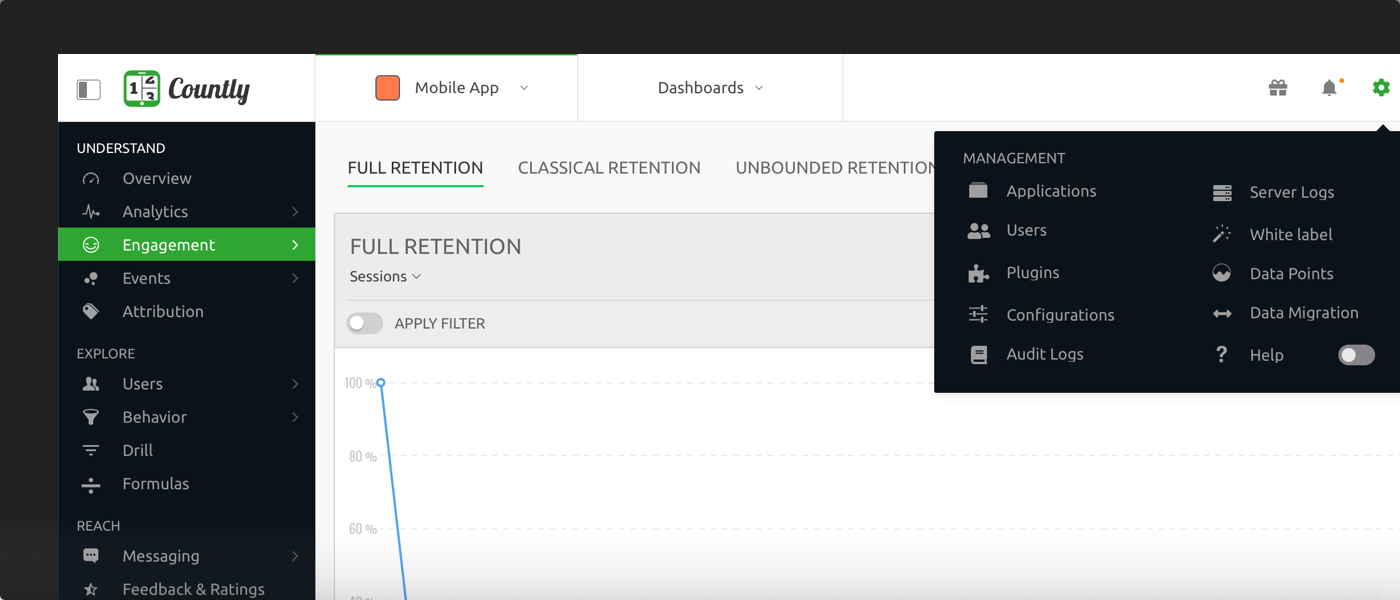 Countly
Mobile App
Dashboards
UNDERSTAND
Overview
Analytics
Engagement
Events
Attribution
EXPLORE
Users
Behavior
Drill
Formulas
REACH
Messaging
Feedback & Ratings
FULL RETENTION
CLASSICAL RETENTION
UNBOUNDED RETENTION
FULL RETENTION
Sessions
APPLY FILTER
100 %
80 %
60 %
40 %
MANAGEMENT
Applications
Users
Plugins
Configurations
Audit Logs
Server Logs
White label
Data Points
Data Migration
? Help